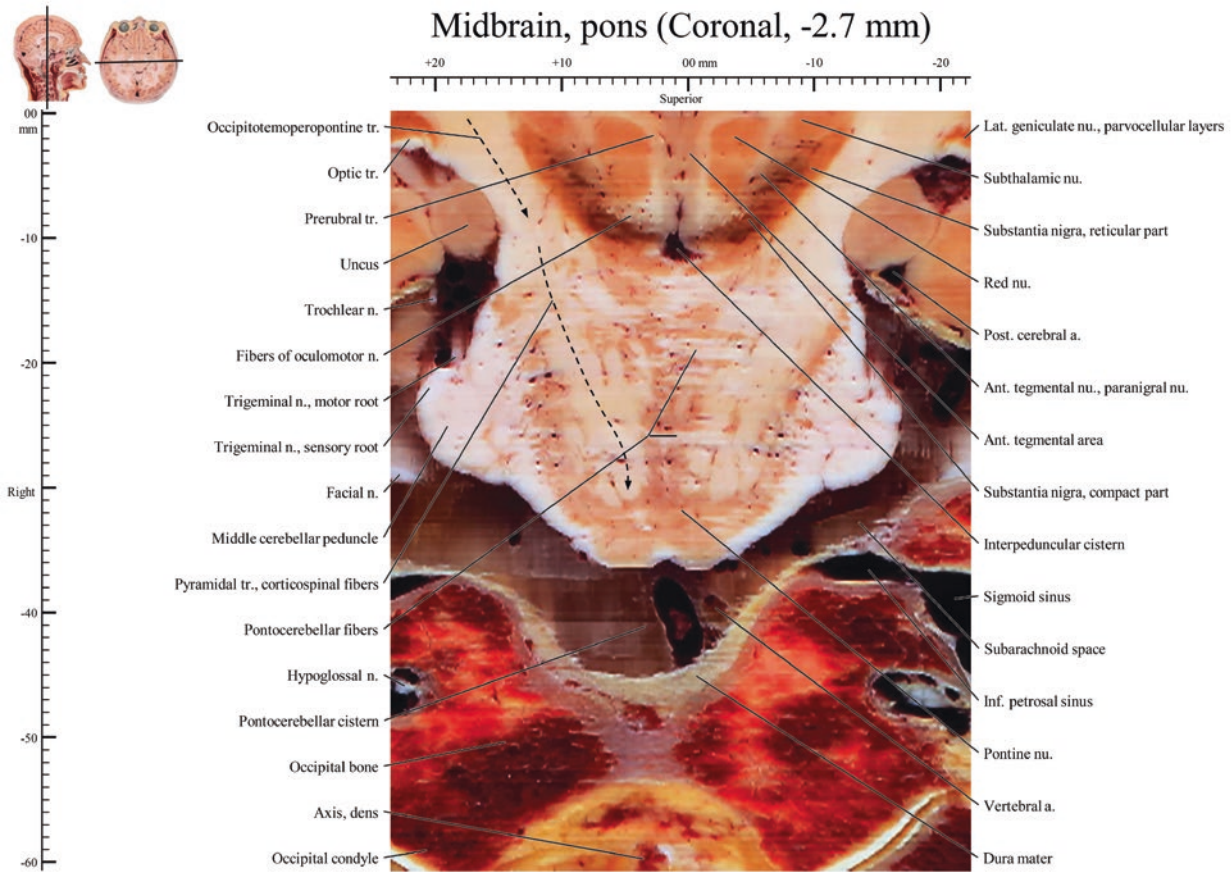 Midbrain, pons (Coronal, -2.7 mm)
+20 +10 00 mm -10 -20
Superior
00
mm
-10
-20
Right
-30
-40
-50
-60
Occipitotemoperopontine tr.
Optic tr.
Prerubral tr.
Uncus
Trochlear n.
Fibers of oculomotor n.
Trigeminal n., motor root
Trigeminal n., sensory root
Facial n.
Middle cerebellar peduncle
Pyramidal tr., corticospinal fibers
Pontocerebellar fibers
Hypoglossal n.
Pontocerebellar cistern
Occipital bone
Axis, dens
Occipital condyle
Lat. geniculate nu., parvocellular layers
Subthalamic nu.
Substantia nigra, reticular part
Red nu.
Post. cerebral a.
Ant. tegmental nu., paranigral nu.
Ant. tegmental area
Substantia nigra, compact part
Interpeduncular cistern
Sigmoid sinus
Subarachnoid space
Inf. petrosal sinus
Pontine nu.
Vertebral a.
Dura mater